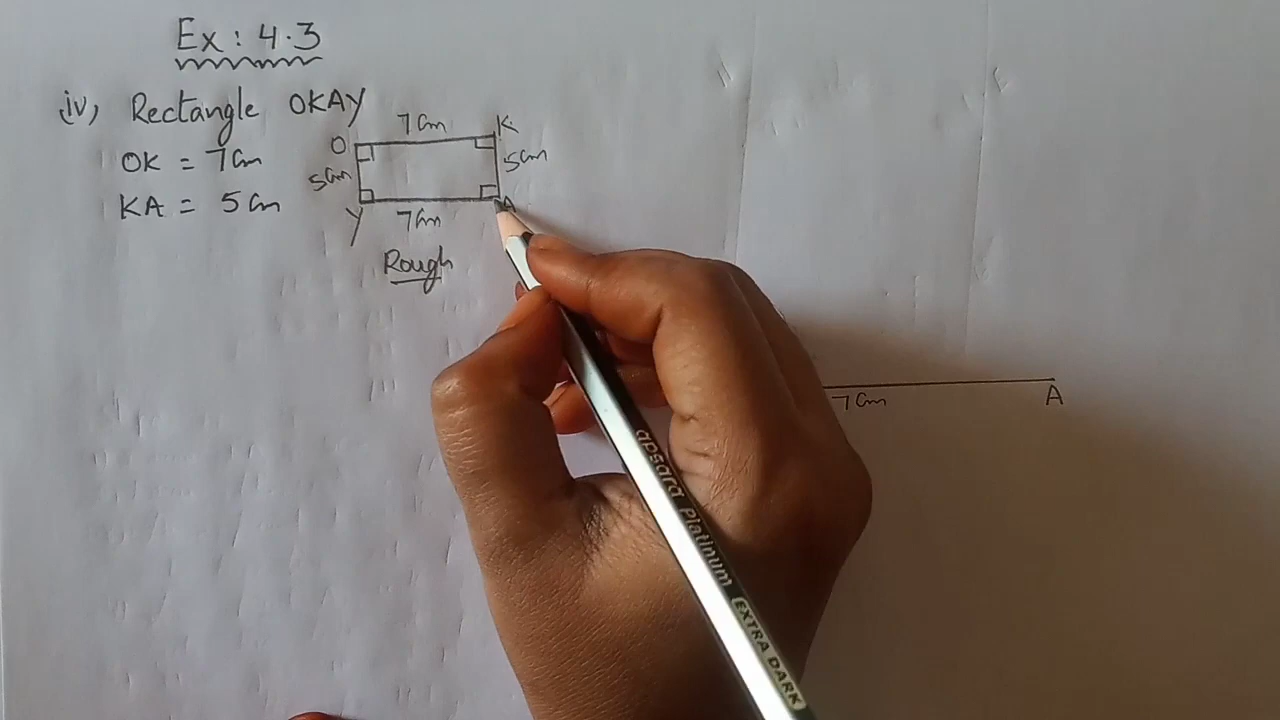 Ex: 4.3
iv) Rectangle OKAY
OK = 7cm
KA = 5cm
7cm
O
K
5cm
5cm
Y
7cm
A
Rough
7cm
A
apsara Platinum EXTRA DARK